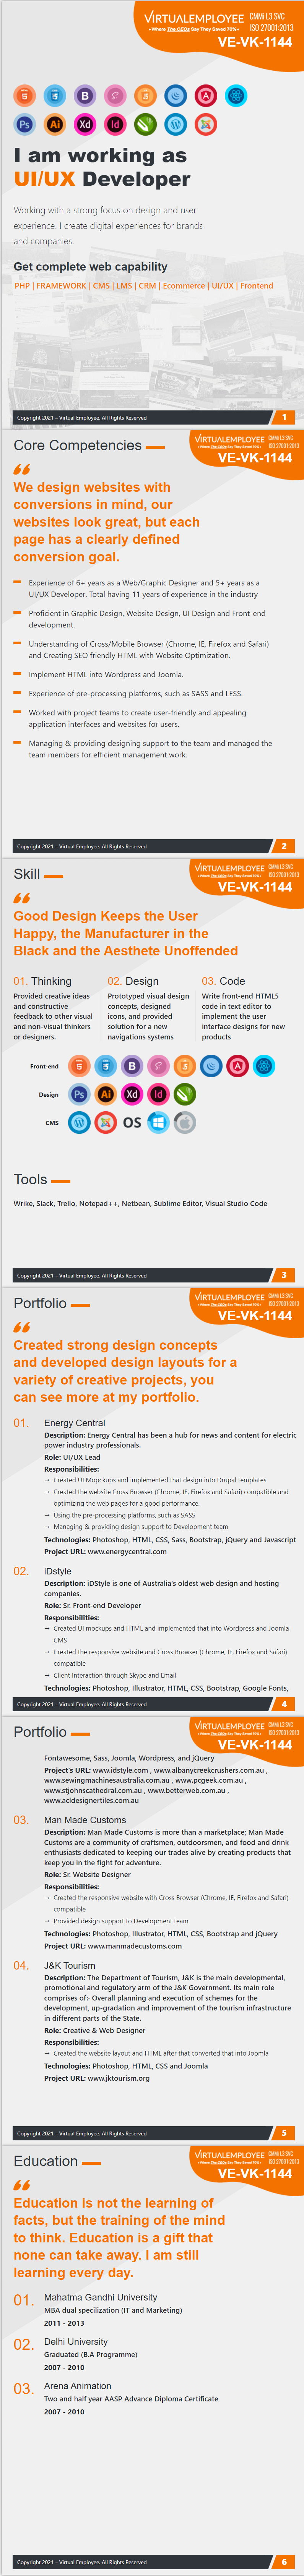 VIRTUALEMPLOYEE
CMMi L3 SVC
ISO 27001:2013
Where The CEOs Say They Saved 70%
VE-VK-1144
I am working as
UI/UX Developer
Working with a strong focus on design and user
experience. I create digital experiences for brands
and companies.
Get complete web capability
PHP | FRAMEWORK | CMS | LMS | CRM | Ecommerce | UI/UX | Frontend
Copyright 2021 – Virtual Employee. All Rights Reserved
1
VIRTUALEMPLOYEE
CMMi L3 SVC
ISO 27001:2013
Where The CEOs Say They Saved 70%
VE-VK-1144
Core Competencies
We design websites with
conversions in mind, our
websites look great, but each
page has a clearly defined
conversion goal.
Experience of 6+ years as a Web/Graphic Designer and 5+ years as a
UI/UX Developer. Total having 11 years of experience in the industry
Proficient in Graphic Design, Website Design, UI Design and Front-end
development.
Understanding of Cross/Mobile Browser (Chrome, IE, Firefox and Safari)
and Creating SEO friendly HTML with Website Optimization.
Implement HTML into Wordpress and Joomla.
Experience of pre-processing platforms, such as SASS and LESS.
Worked with project teams to create user-friendly and appealing
application interfaces and websites for users.
Managing & providing designing support to the team and managed the
team members for efficient management work.
Copyright 2021 – Virtual Employee. All Rights Reserved
2
VIRTUALEMPLOYEE
CMMi L3 SVC
ISO 27001:2013
Where The CEOs Say They Saved 70%
VE-VK-1144
Skill
Good Design Keeps the User
Happy, the Manufacturer in the
Black and the Aesthete Unoffended
01. Thinking
Provided creative ideas
and constructive
feedback to other visual
and non-visual thinkers
or designers.
02. Design
Prototyped visual design
concepts, designed
icons, and provided
solution for a new
navigations systems
03. Code
Write front-end HTML5
code in text editor to
implement the user
interface designs for new
products
Front-end
Design
CMS
OS
Tools
Wrike, Slack, Trello, Notepad++, Netbean, Sublime Editor, Visual Studio Code
Copyright 2021 – Virtual Employee. All Rights Reserved
3
VIRTUALEMPLOYEE
CMMi L3 SVC
ISO 27001:2013
Where The CEOs Say They Saved 70%
VE-VK-1144
Portfolio
Created strong design concepts
and developed design layouts for a
variety of creative projects, you
can see more at my portfolio.
01. Energy Central
Description: Energy Central has been a hub for news and content for electric
power industry professionals.
Role: UI/UX Lead
Responsibilities:
→ Created UI Mopckups and implemented that design into Drupal templates
→ Created the website Cross Browser (Chrome, IE, Firefox and Safari) compatible and
optimizing the web pages for a good performance.
→ Using the pre-processing platforms, such as SASS
→ Managing & providing design support to Development team
Technologies: Photoshop, HTML, CSS, Sass, Bootstrap, jQuery and Javascript
Project URL: www.energycentral.com
02. iDstyle
Description: iDStyle is one of Australia's oldest web design and hosting
companies.
Role: Sr. Front-end Developer
Responsibilities:
→ Created UI mockups and HTML and implemented that into Wordpress and Joomla
CMS
→ Created the responsive website and Cross Browser (Chrome, IE, Firefox and Safari)
compatible
→ Client Interaction through Skype and Email
Technologies: Photoshop, Illustrator, HTML, CSS, Bootstrap, Google Fonts,
Copyright 2021 – Virtual Employee. All Rights Reserved
4
VIRTUALEMPLOYEE
CMMi L3 SVC
ISO 27001:2013
Where The CEOs Say They Saved 70%
VE-VK-1144
Portfolio
Fontawesome, Sass, Joomla, Wordpress, and jQuery
Project's URL: www.idstyle.com , www.albanycreekcrushers.com.au ,
www.sewingmachinesaustralia.com.au , www.pcgeek.com.au ,
www.stjohnscathedral.com.au , www.betterweb.com.au ,
www.acldesignertiles.com.au
03. Man Made Customs
Description: Man Made Customs is more than a marketplace; Man Made
Customs are a community of craftsmen, outdoorsmen, and food and drink
enthusiasts dedicated to keeping our trades alive by creating products that
keep you in the fight for adventure.
Role: Sr. Website Designer
Responsibilities:
→ Created the responsive website with Cross Browser (Chrome, IE, Firefox and Safari)
compatible
→ Provided design support to Development team
Technologies: Photoshop, Illustrator, HTML, CSS, Bootstrap and jQuery
Project URL: www.manmadecustoms.com
04. J&K Tourism
Description: The Department of Tourism, J&K is the main developmental,
promotional and regulatory arm of the J&K Government. Its main role
comprises of:- Overall planning and execution of schemes for the
development, up-gradation and improvement of the tourism infrastructure
in different parts of the State.
Role: Creative & Web Designer
Responsibilities:
→ Created the website layout and HTML after that converted that into Joomla
Technologies: Photoshop, HTML, CSS and Joomla
Project URL: www.jktourism.org
Copyright 2021 – Virtual Employee. All Rights Reserved
5
VIRTUALEMPLOYEE
CMMi L3 SVC
ISO 27001:2013
Where The CEOs Say They Saved 70%
VE-VK-1144
Education
Education is not the learning of
facts, but the training of the mind
to think. Education is a gift that
none can take away. I am still
learning every day.
01. Mahatma Gandhi University
MBA dual specilization (IT and Marketing)
2011 - 2013
02. Delhi University
Graduated (B.A Programme)
2007 - 2010
03. Arena Animation
Two and half year AASP Advance Diploma Certificate
2007 - 2010
Copyright 2021 – Virtual Employee. All Rights Reserved
6